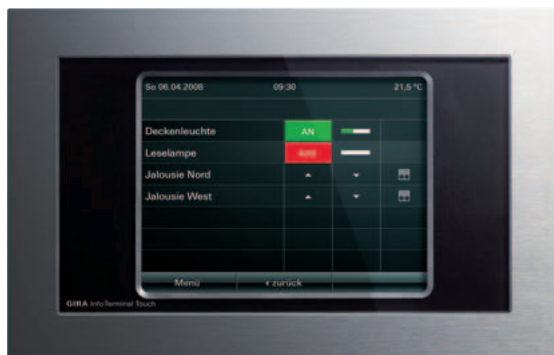 So 06.04.2008 09:30 21,5 °C
Deckenleuchte AN
Leselampe
Jalousie Nord
Jalousie West
Menü zurück
GIRA InfoTerminal Touch